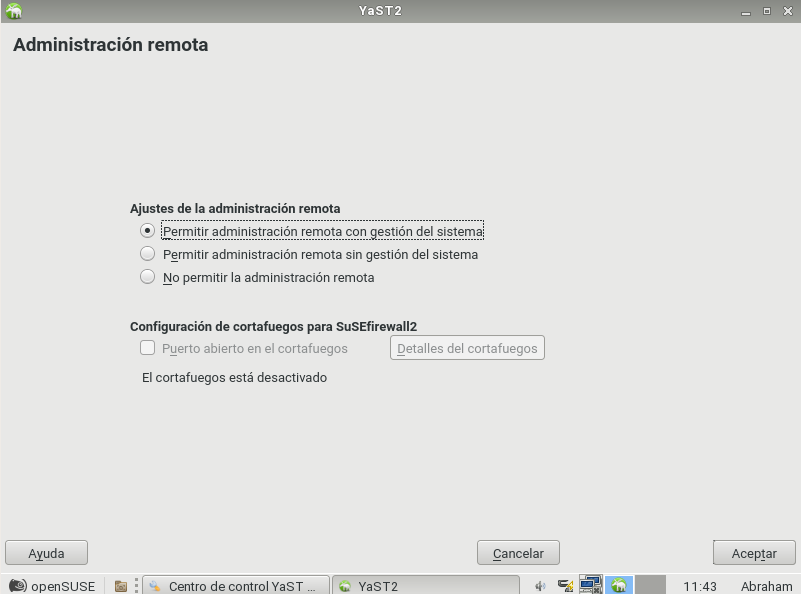 YaST2
Administración remota
Ajustes de la administración remota
Permitir administración remota con gestión del sistema
Permitir administración remota sin gestión del sistema
No permitir la administración remota
Configuración de cortafuegos para SuSEfirewall2
Puerto abierto en el cortafuegos
Detalles del cortafuegos
El cortafuegos está desactivado
Ayuda
Cancelar
Aceptar
openSUSE
Centro de control YaST ...
YaST2
11:43
Abraham